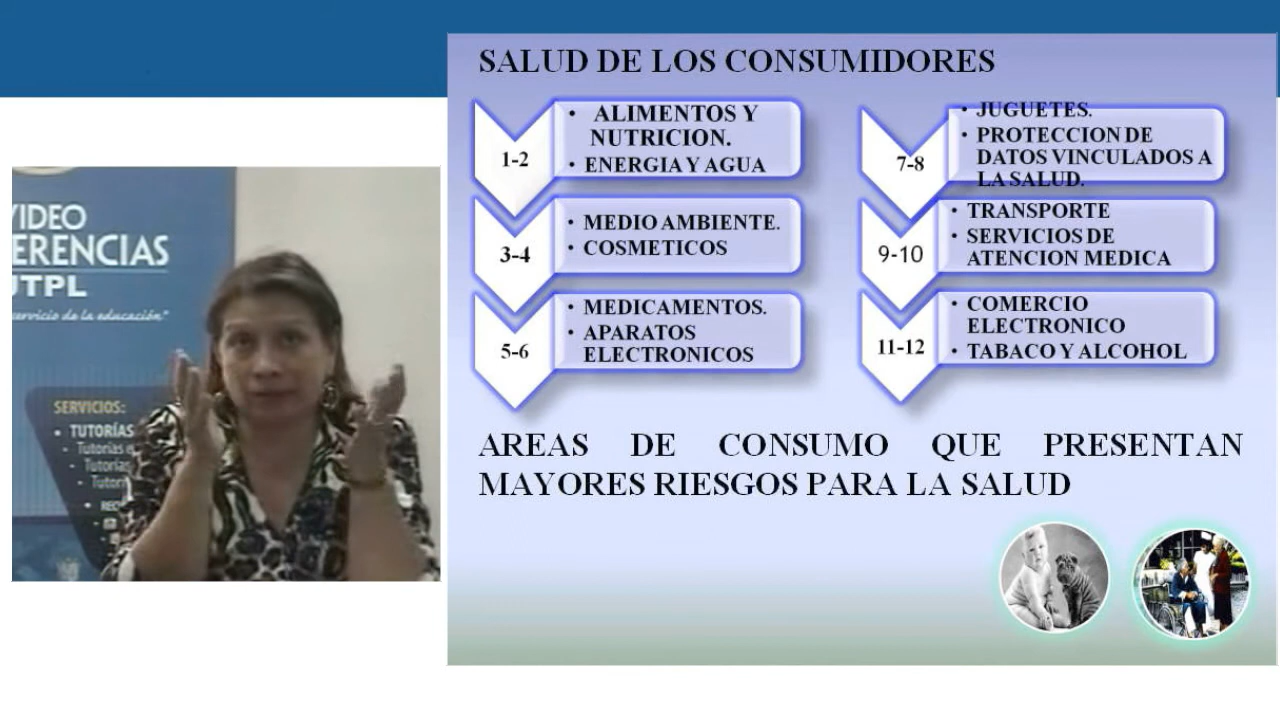 SALUD DE LOS CONSUMIDORES
1-2
• ALIMENTOS Y
NUTRICION.
• ENERGIA Y AGUA
3-4
• MEDIO AMBIENTE.
• COSMETICOS
5-6
• MEDICAMENTOS.
• APARATOS
ELECTRONICOS
7-8
• JUGUETES.
• PROTECCION DE
DATOS VINCULADOS A
LA SALUD.
9-10
• TRANSPORTE
• SERVICIOS DE
ATENCION MEDICA
11-12
• COMERCIO
ELECTRONICO
• TABACO Y ALCOHOL
AREAS DE CONSUMO QUE PRESENTAN
MAYORES RIESGOS PARA LA SALUD
VIDEO
ERENCIAS
UTPL
servicio de la educación"
SERVICIOS:
• TUTORÍAS
- Tutorías
- Tutorías
- Tutorí